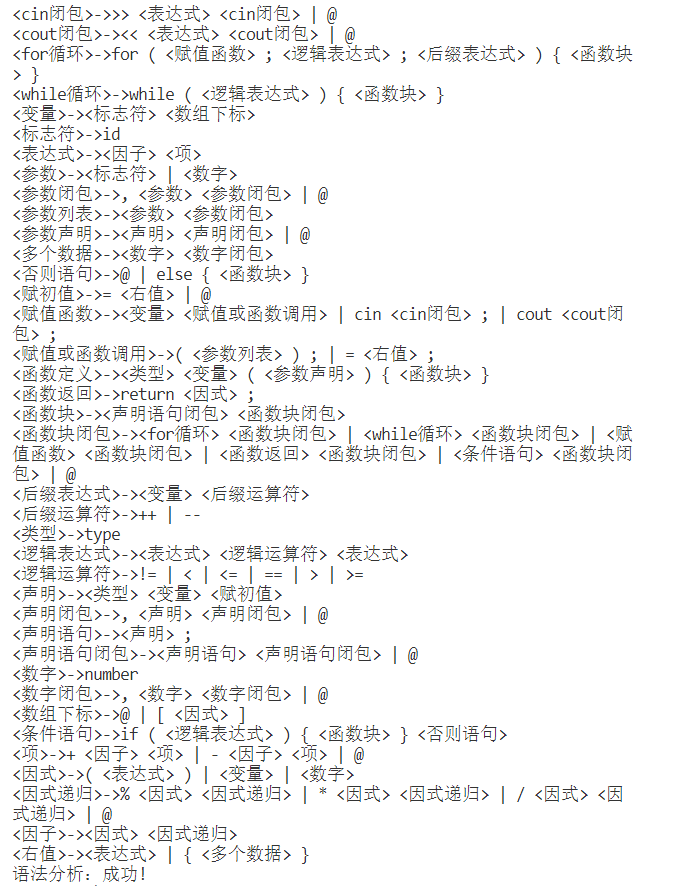 <cin闭包>->>> <表达式> <cin闭包> | @
<cout闭包>-><< <表达式> <cout闭包> | @
<for循环>->for ( <赋值函数> ; <逻辑表达式> ; <后缀表达式> ) { <函数块
> }
<while循环>->while ( <逻辑表达式> ) { <函数块> }
<变量>-><标志符> <数组下标>
<标志符>->id
<表达式>-><因子> <项>
<参数>-><标志符> | <数字>
<参数闭包>->, <参数> <参数闭包> | @
<参数列表>-><参数> <参数闭包>
<参数声明>-><声明> <声明闭包> | @
<多个数据>-><数字> <数字闭包>
<否则语句>->@ | else { <函数块> }
<赋初值>->= <右值> | @
<赋值函数>-><变量> <赋值或函数调用> | cin <cin闭包> ; | cout <cout闭
包> ;
<赋值或函数调用>->( <参数列表> ) ; | = <右值> ;
<函数定义>-><类型> <变量> ( <参数声明> ) { <函数块> }
<函数返回>->return <因式> ;
<函数块>-><声明语句闭包> <函数块闭包>
<函数块闭包>-><for循环> <函数块闭包> | <while循环> <函数块闭包> | <赋
值函数> <函数块闭包> | <函数返回> <函数块闭包> | <条件语句> <函数块闭
包> | @
<后缀表达式>-><变量> <后缀运算符>
<后缀运算符>->++ | --
<类型>->type
<逻辑表达式>-><表达式> <逻辑运算符> <表达式>
<逻辑运算符>->!= | < | <= | == | > | >=
<声明>-><类型> <变量> <赋初值>
<声明闭包>->, <声明> <声明闭包> | @
<声明语句>-><声明> ;
<声明语句闭包>-><声明语句> <声明语句闭包> | @
<数字>->number
<数字闭包>->, <数字> <数字闭包> | @
<数组下标>->@ | [ <因式> ]
<条件语句>->if ( <逻辑表达式> ) { <函数块> } <否则语句>
<项>->+ <因子> <项> | - <因子> <项> | @
<因式>->( <表达式> ) | <变量> | <数字>
<因式递归>->% <因式> <因式递归> | * <因式> <因式递归> | / <因式> <因
式递归> | @
<因子>-><因式> <因式递归>
<右值>-><表达式> | { <多个数据> }
语法分析: 成功!